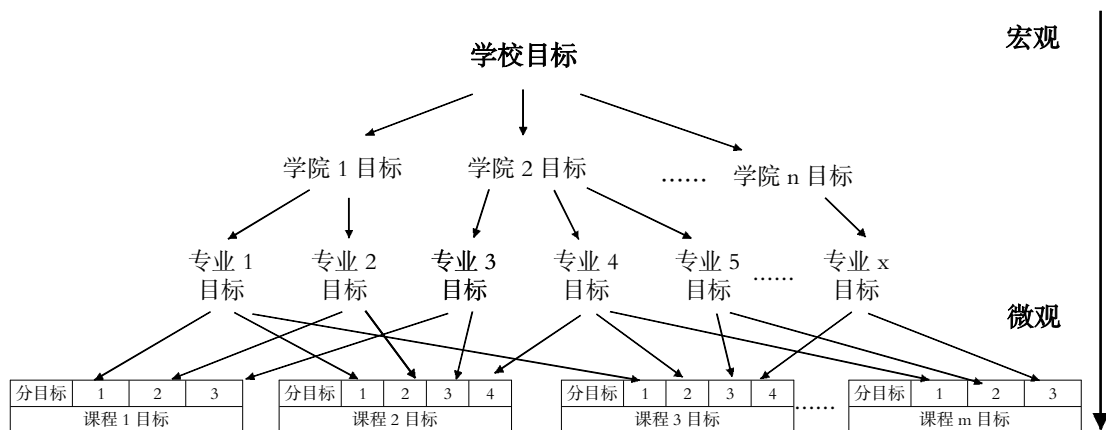 宏观
学校目标
学院 1 目标
学院 2 目标
……
学院 n 目标
专业 1
目标
专业 2
目标
专业 3
目标
专业 4
目标
专业 5
目标
……
专业 x
目标
微观
分目标 1 2 3
课程 1 目标
分目标 1 2 3 4
课程 2 目标
分目标 1 2 3 4
课程 3 目标
……
分目标 1 2 3
课程 m 目标